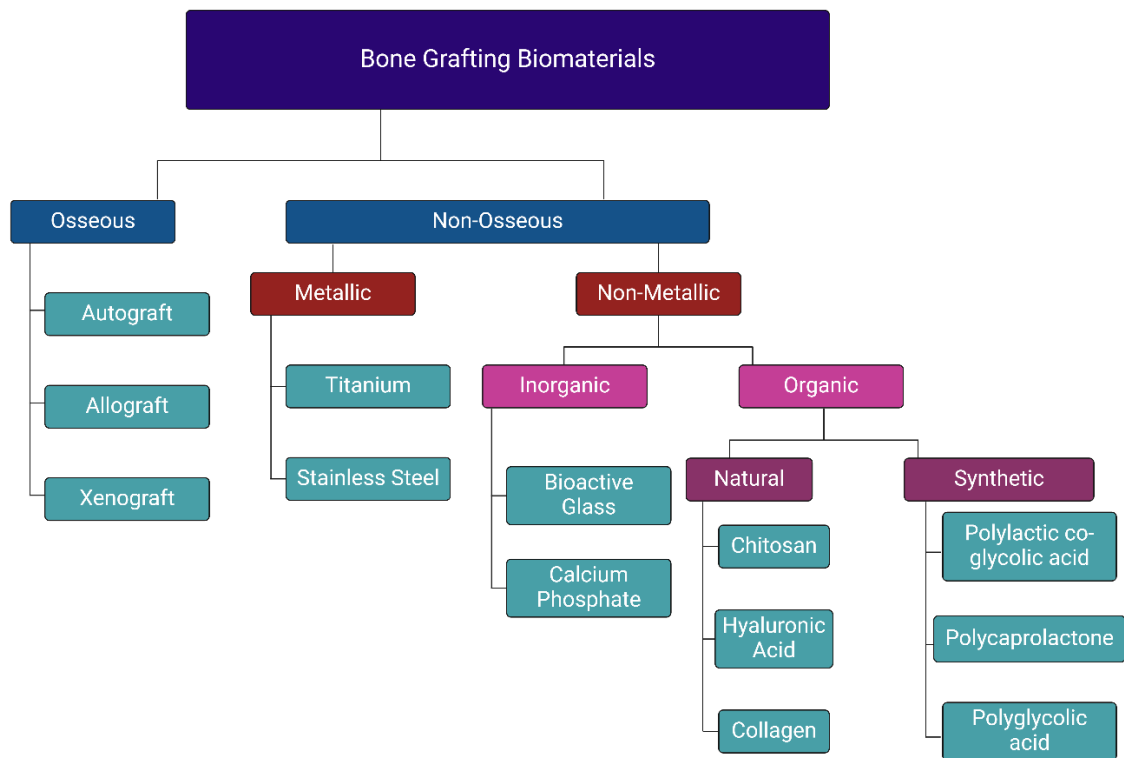 Bone Grafting Biomaterials
Osseous
Non-Osseous
Metallic
Non-Metallic
Autograft
Titanium
Inorganic
Organic
Allograft
Stainless Steel
Bioactive
Glass
Natural
Synthetic
Xenograft
Chitosan
Polylactic co-
glycolic acid
Calcium
Phosphate
Hyaluronic
Acid
Polycaprolactone
Collagen
Polyglycolic
acid